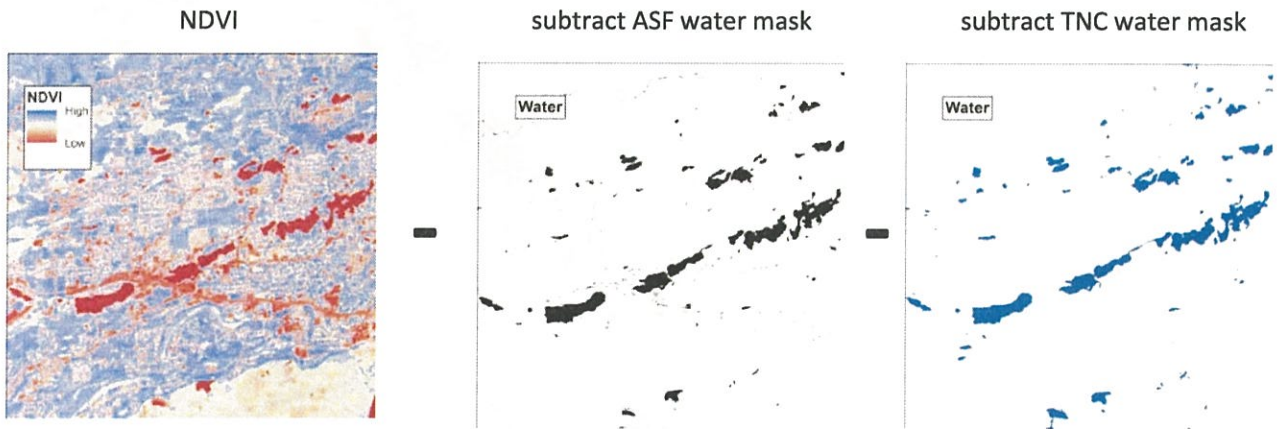 NDVI
subtract ASF water mask
subtract TNC water mask
NDVI
High
Low
Water
Water